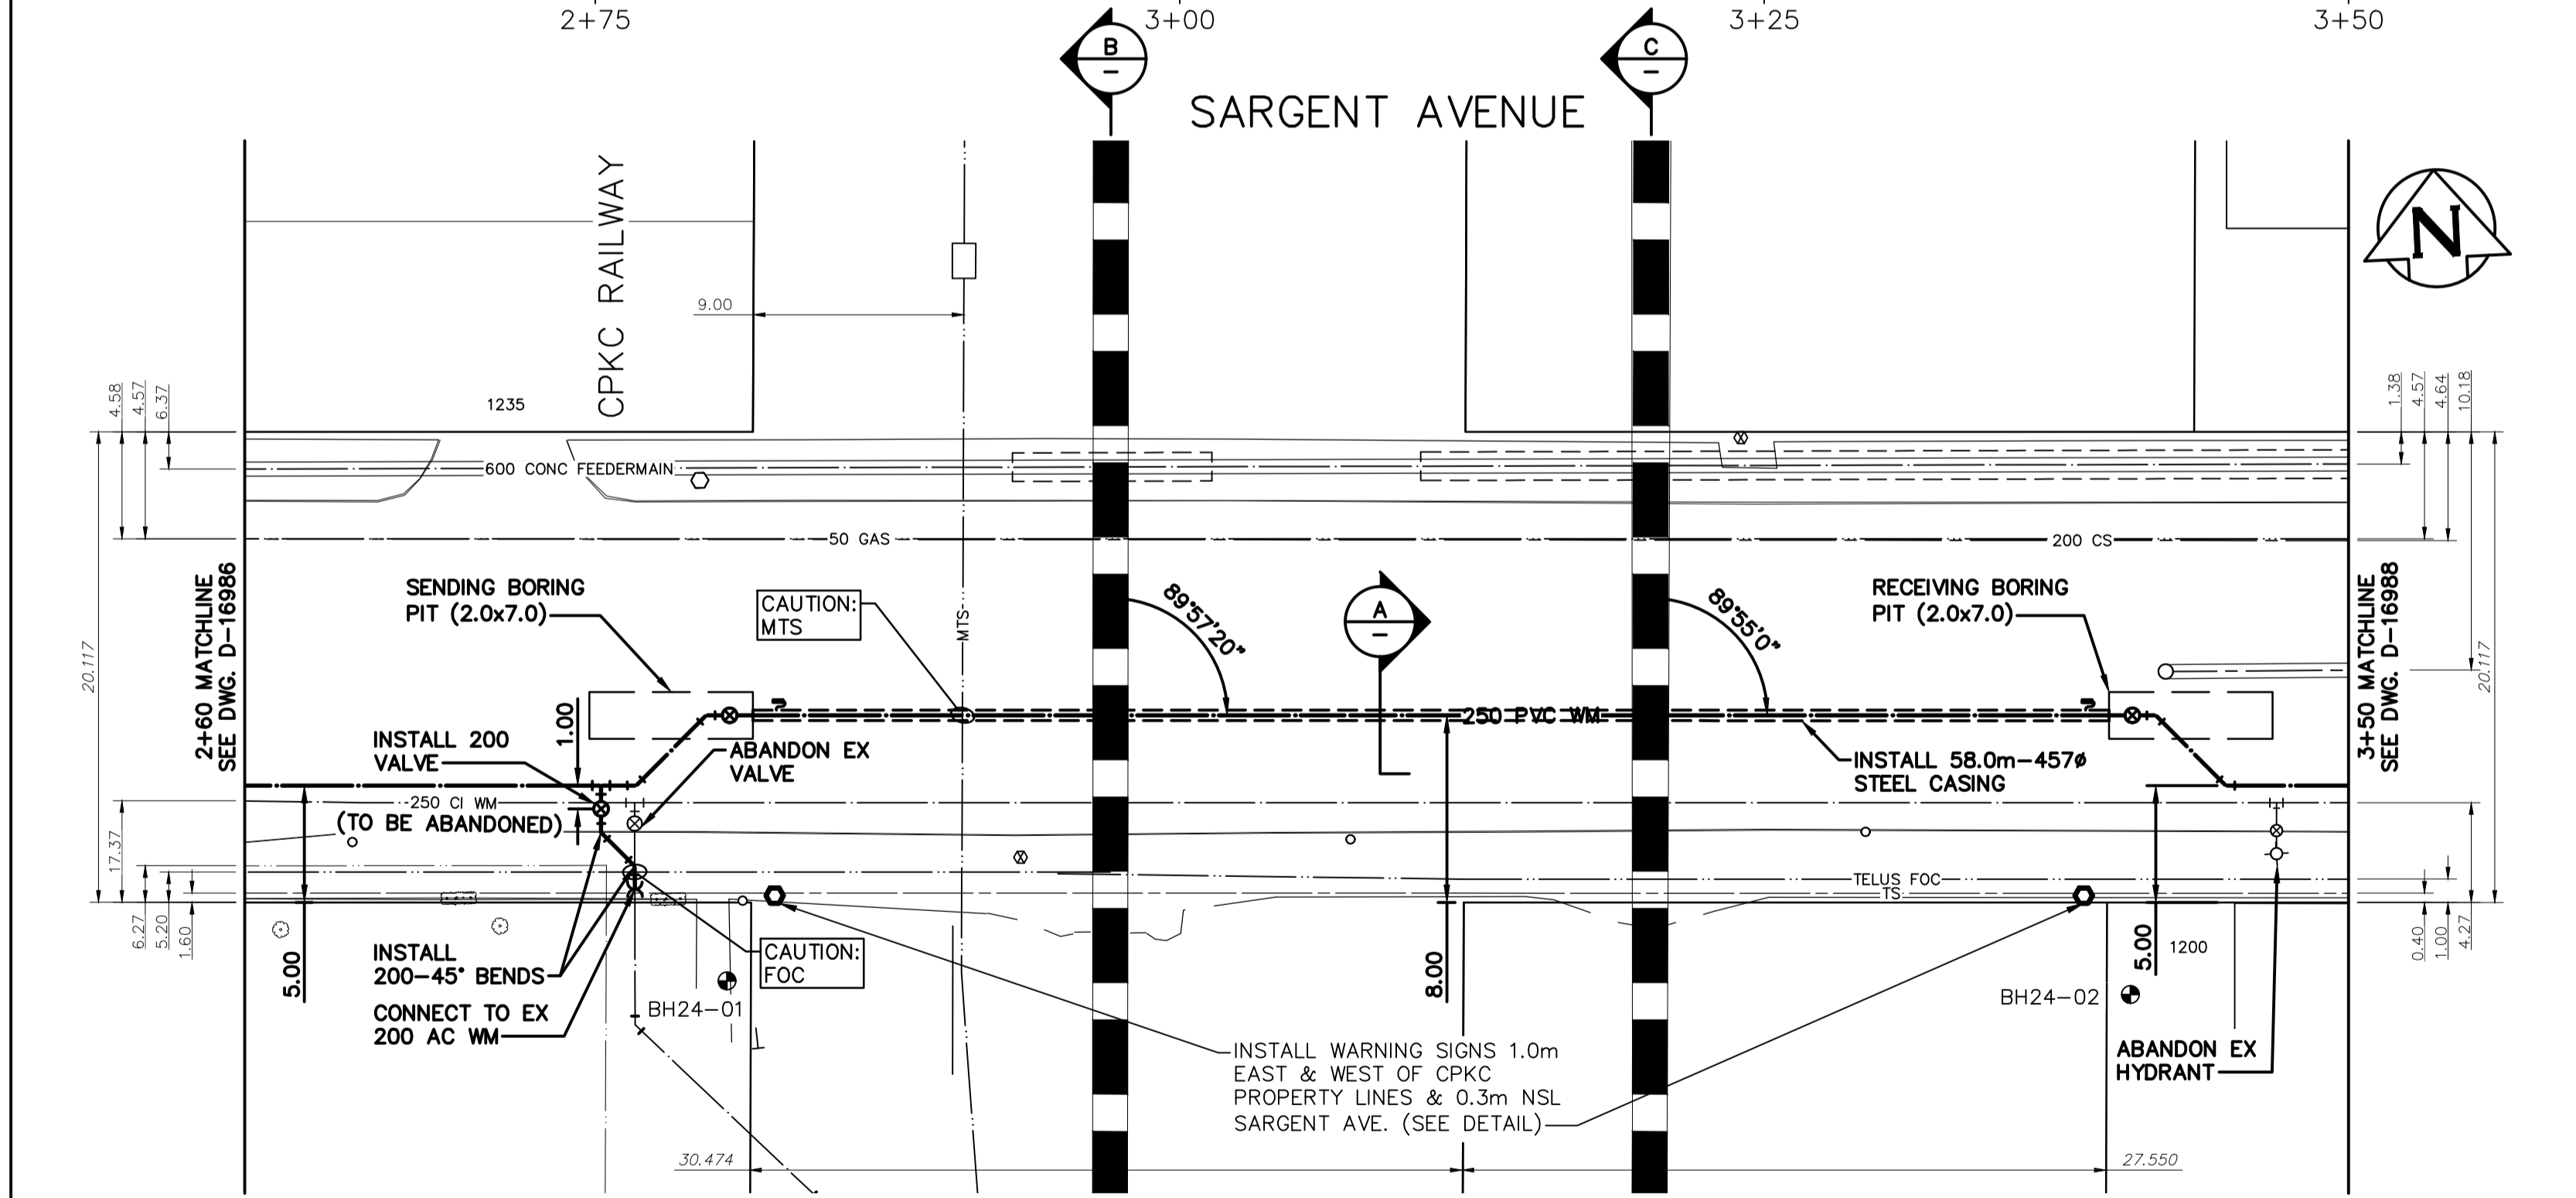 2+75
3+00
3+25
3+50
B
–
C
–
SARGENT AVENUE
CPKC RAILWAY
N
9.00
1235
4.58
4.57
6.37
1.38
4.57
4.64
10.18
600 CONC FEEDERMAIN
50 GAS
200 CS
2+60 MATCHLINE
SEE DWG. D-16986
3+50 MATCHLINE
SEE DWG. D-16988
SENDING BORING
PIT (2.0x7.0)
CAUTION:
MTS
MTS
89°57'20"
A
–
89°55'0"
RECEIVING BORING
PIT (2.0x7.0)
20.117
20.117
1.00
250 PVC WM
INSTALL 200
VALVE
ABANDON EX
VALVE
INSTALL 58.0m-457ø
STEEL CASING
250 CI WM
(TO BE ABANDONED)
17.37
TELUS FOC
TS
6.27
5.20
1.60
5.00
INSTALL
200-45° BENDS
CAUTION:
FOC
CONNECT TO EX
200 AC WM
BH24-01
8.00
5.00
1200
BH24-02
0.40
1.00
4.27
INSTALL WARNING SIGNS 1.0m
EAST & WEST OF CPKC
PROPERTY LINES & 0.3m NSL
SARGENT AVE. (SEE DETAIL)
ABANDON EX
HYDRANT
30.474
27.550